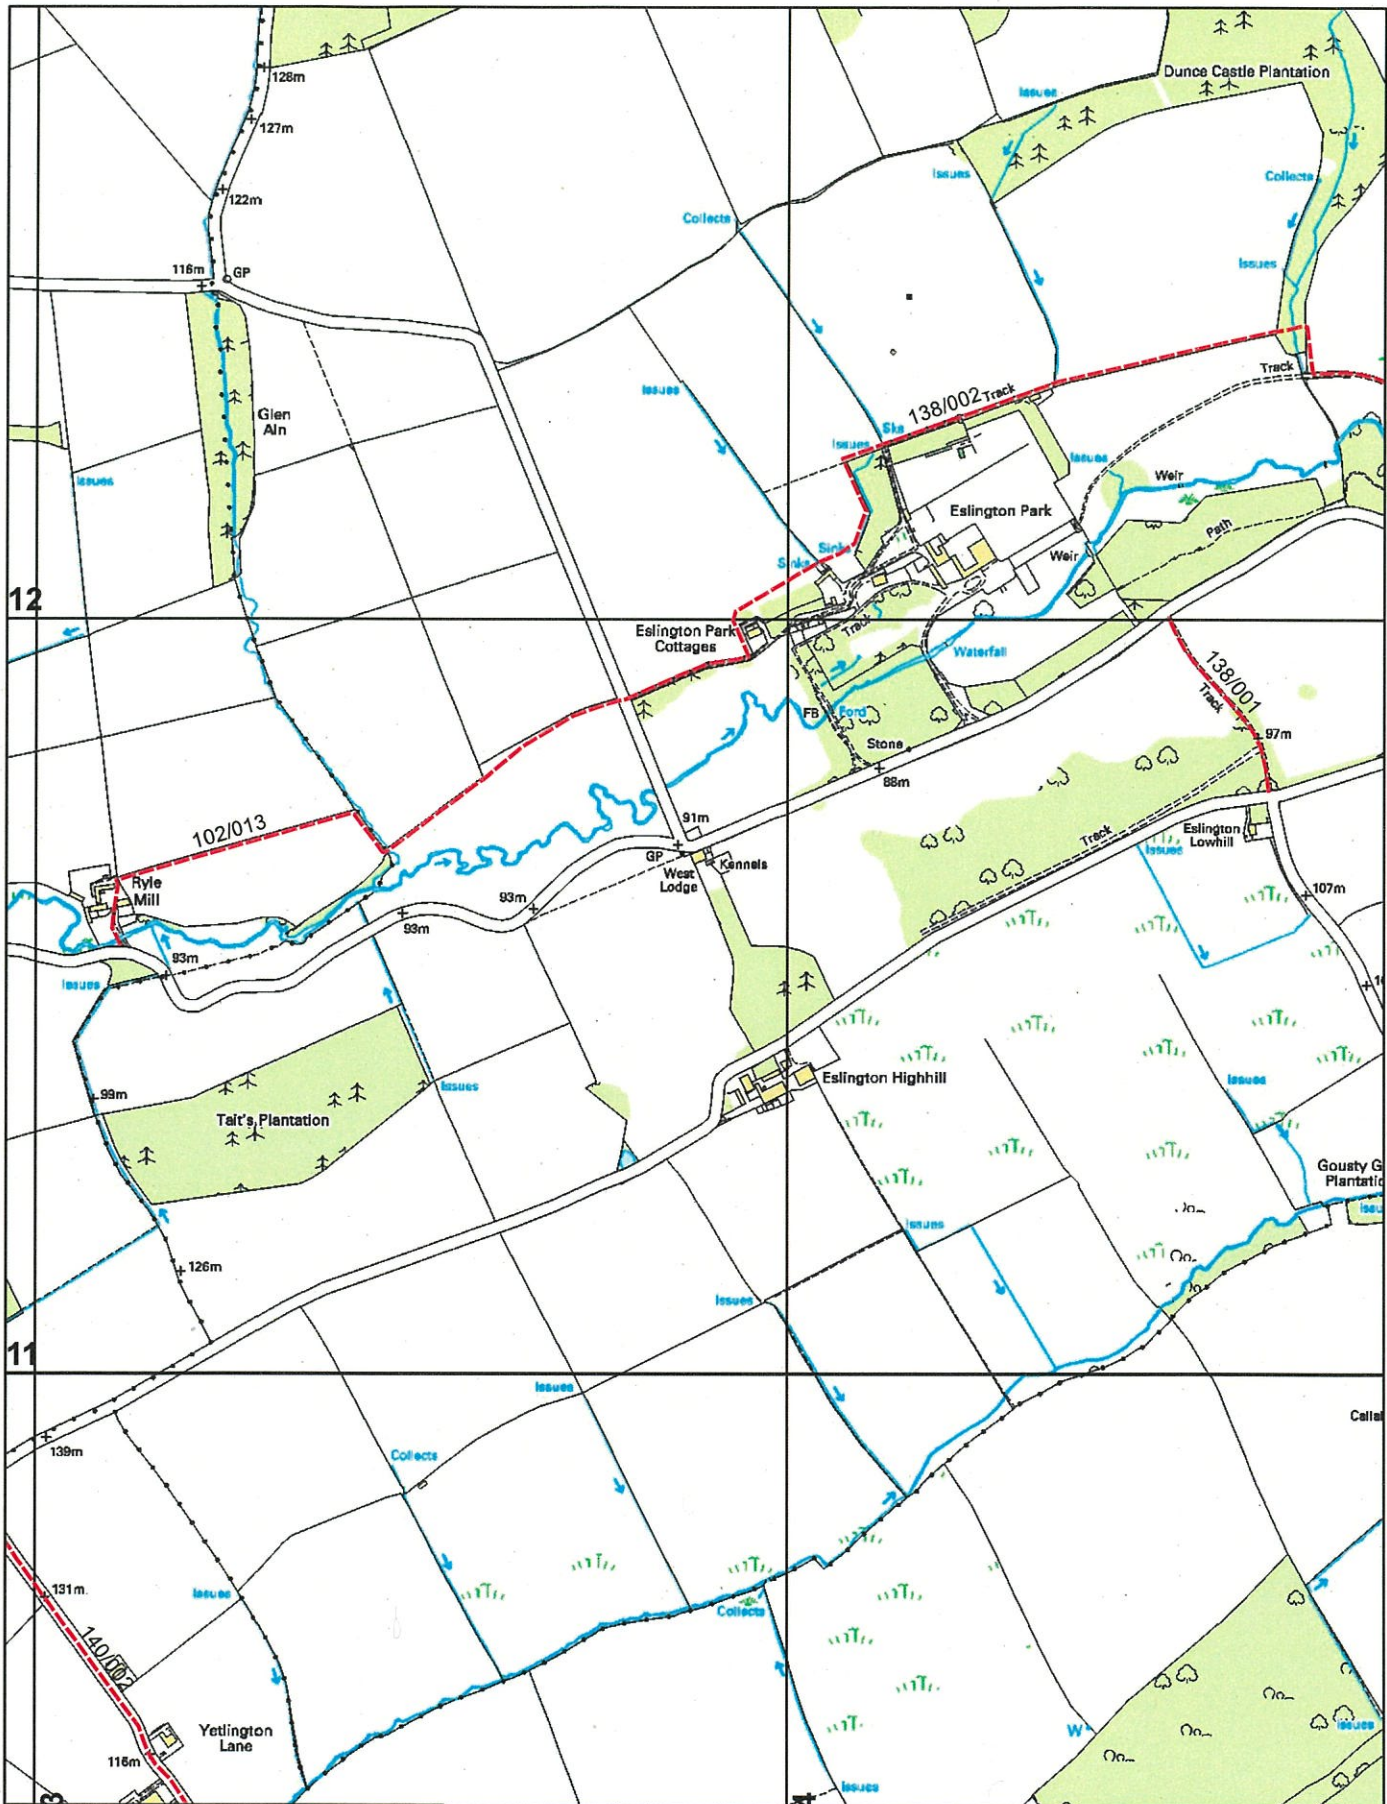 128m
Dunce Castle Plantation
Issues
127m
Issues
Collects
122m
Collects
Issues
116m
GP
Track
Issues
138/002
Track
Glen
Aln
Sks
Issues
Issues
Issues
Weir
Eslington Park
Path
Sinks
Weir
Sinks
12
Eslington Park
Cottages
Track
Waterfall
138/001
Track
FB
Ford
Stone
97m
88m
102/013
91m
Track
Eslington
Lowhill
Issues
GP
West
Lodge
Kennels
Ryle
Mill
107m
93m
93m
93m
Issues
Eslington Highhill
Issues
Issues
99m
Tait's Plantation
Gousty G
Plantatio
Issu
Issues
126m
Issues
11
Issues
139m
Callal
Collects
131m
Issues
Collects
140/002
Yetlington
Lane
W
Issues
116m
Issues
3